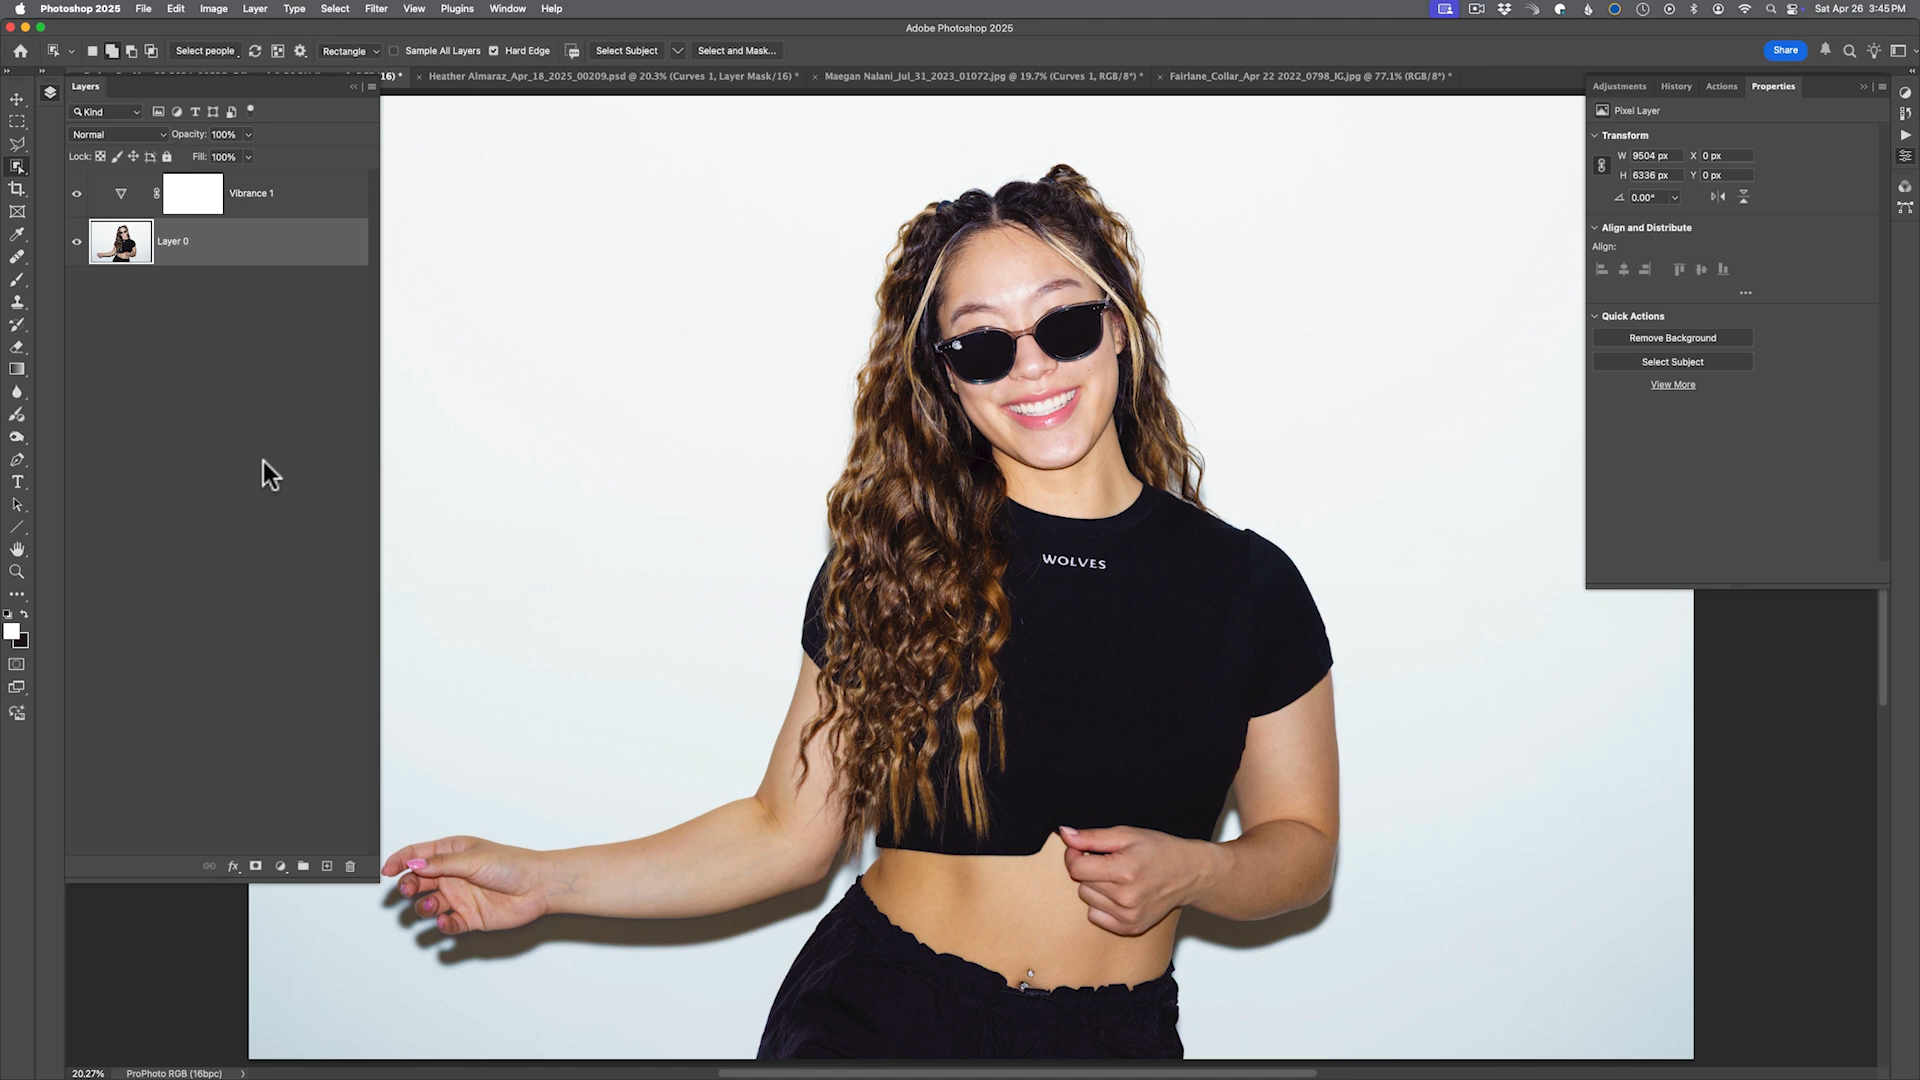 Photoshop 2025 File Edit Image Layer Type Select Filter View Plugins Window Help Sat Apr 26 3:45 PM
Adobe Photoshop 2025
Select people Rectangle Sample All Layers Hard Edge Select Subject Select and Mask... Share
16) * × Heather Almaraz_Apr_18_2025_00209.psd @ 20.3% (Curves 1, Layer Mask/16) * × Maegan Nalani_Jul_31_2023_01072.jpg @ 19.7% (Curves 1, RGB/8*) * × Fairlane_Collar_Apr 22 2022_0798_IG.jpg @ 77.1% (RGB/8*) *
Layers
Kind
Normal Opacity: 100%
Lock: Fill: 100%
Vibrance 1
Layer 0
fx
Adjustments History Actions Properties
Pixel Layer
Transform
W 9504 px X 0 px
H 6336 px Y 0 px
0.00°
Align and Distribute
Align:
Quick Actions
Remove Background
Select Subject
View More
WOLVES
20.27% ProPhoto RGB (16bpc)